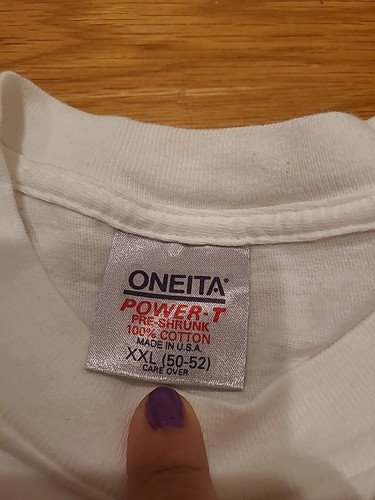 ONEITA®
POWER-T
PRE-SHRUNK
100% COTTON
MADE IN U.S.A.
XXL (50-52)
CARE OVER